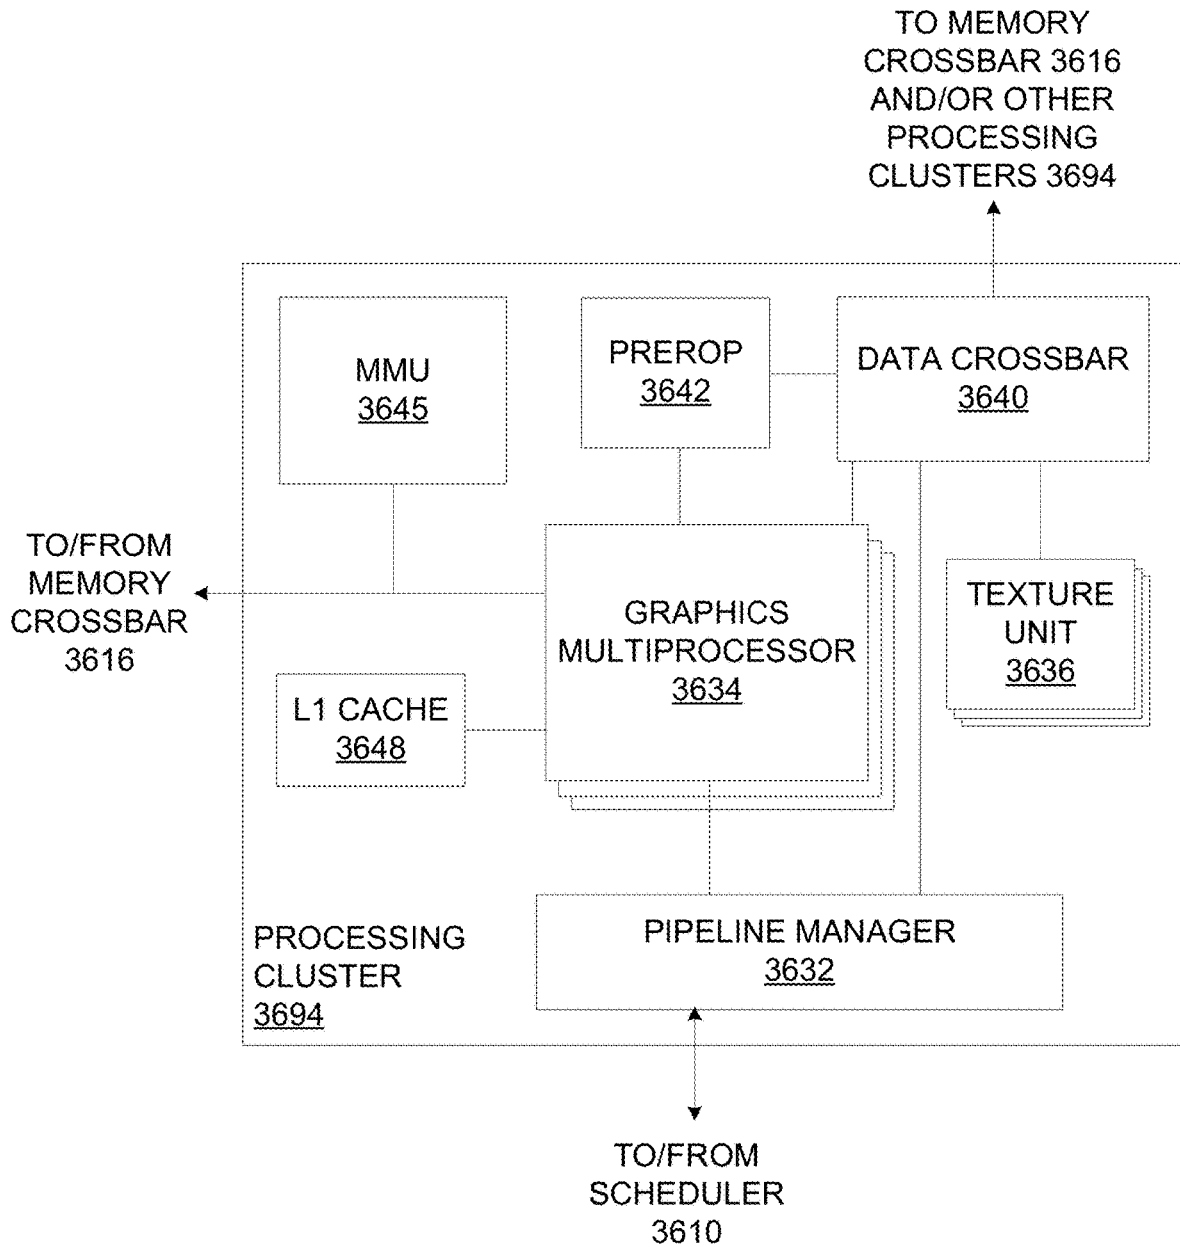 TO MEMORY
CROSSBAR 3616
AND/OR OTHER
PROCESSING
CLUSTERS 3694
MMU
3645
PREROP
3642
DATA CROSSBAR
3640
TO/FROM
MEMORY
CROSSBAR
3616
GRAPHICS
MULTIPROCESSOR
3634
TEXTURE
UNIT
3636
L1 CACHE
3648
PROCESSING
CLUSTER
3694
PIPELINE MANAGER
3632
TO/FROM
SCHEDULER
3610